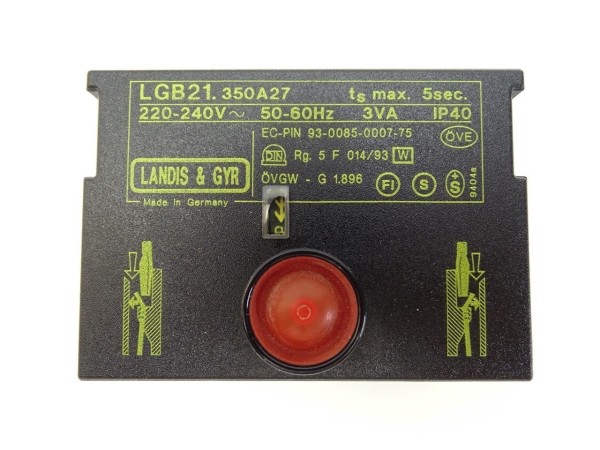 LGB21.350A27 ts max. 5sec.
220-240V~ 50-60Hz 3VA IP40
EC-PIN 93-0085-0007-75 ÖVE
DIN Rg. 5 F 014/93 W
LANDIS & GYR
ÖVGW - G 1.896 FI S +S
Made in Germany
9404a
P